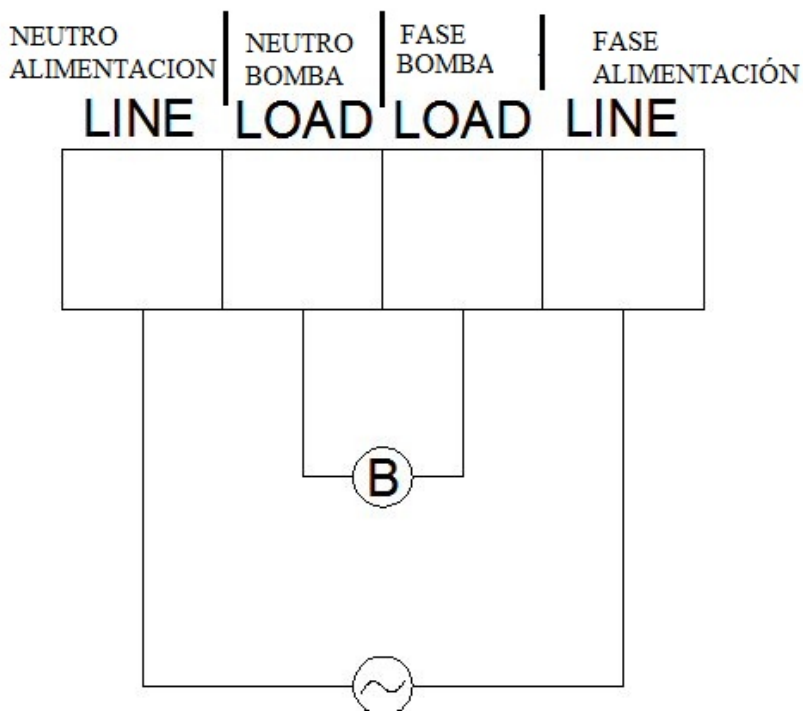 NEUTRO
ALIMENTACION
NEUTRO
BOMBA
FASE
BOMBA
FASE
ALIMENTACIÓN
LINE LOAD LOAD LINE
B